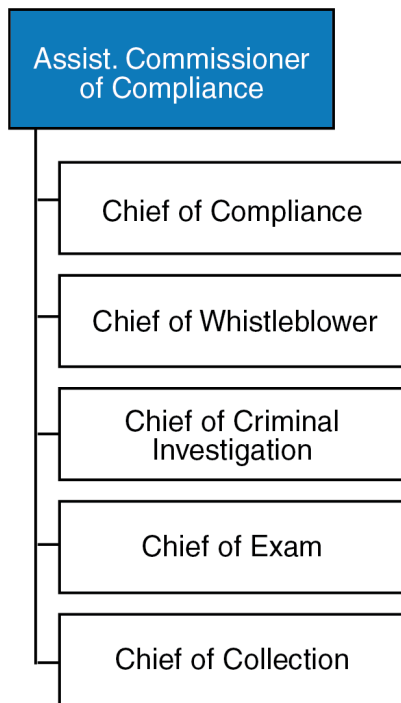 Assist. Commissioner
of Compliance
Chief of Compliance
Chief of Whistleblower
Chief of Criminal
Investigation
Chief of Exam
Chief of Collection